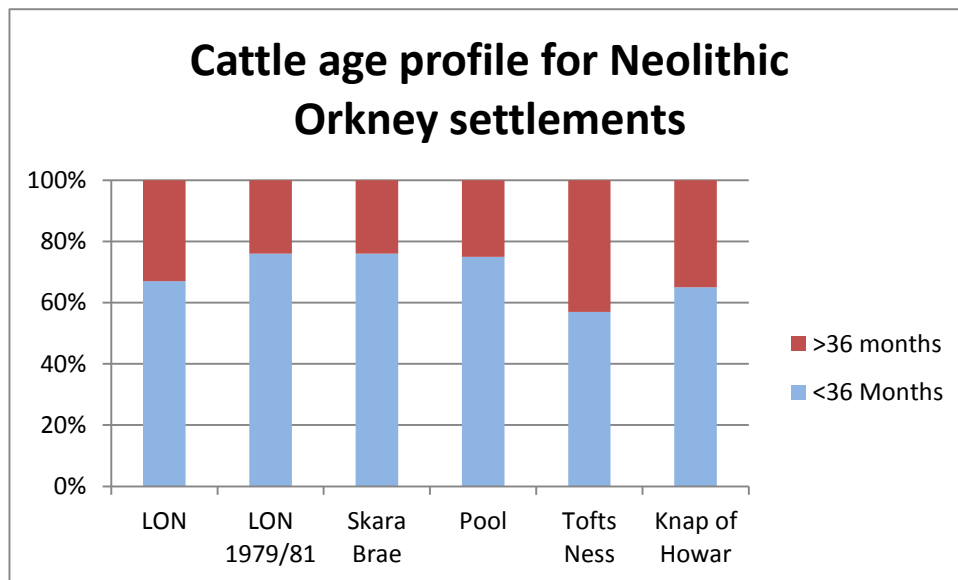 Cattle age profile for Neolithic
Orkney settlements
100%
80%
60%
40%
20%
0%
LON
LON
1979/81
Skara
Brae
Pool
Tofts
Ness
Knap of
Howar
>36 months
<36 Months